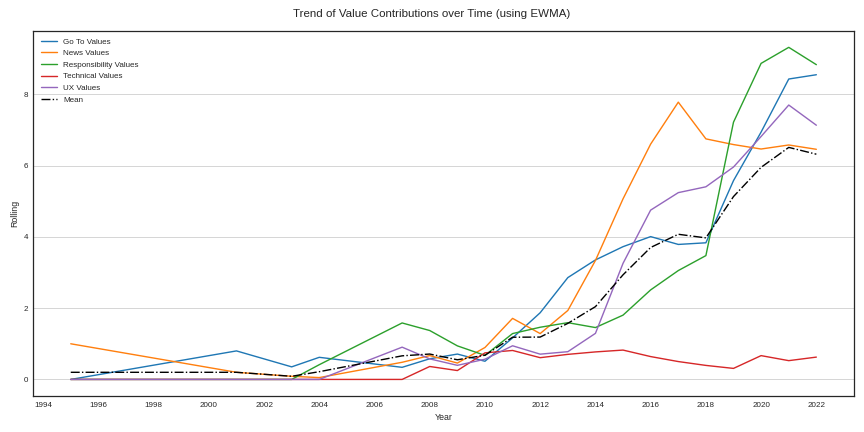 Trend of Value Contributions over Time (using EWMA)
Go To Values
News Values
Responsibility Values
Technical Values
UX Values
Mean
8
6
4
2
0
Rolling
1994 1996 1998 2000 2002 2004 2006 2008 2010 2012 2014 2016 2018 2020 2022
Year